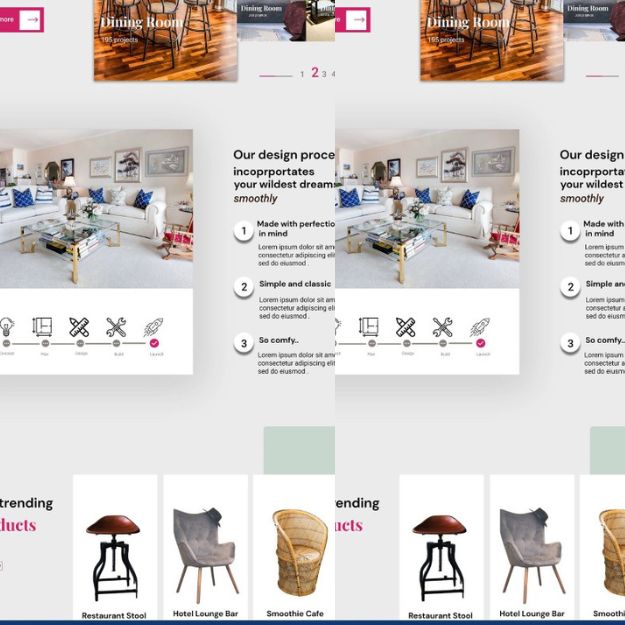 more
Dining Room
195 projects
Dining Room
1 2 3 4
more
Dining Room
195 projects
Dining Room
Our design proce
incoprportates
your wildest dreams
smoothly
1 Made with perfectio
in mind
Lorem ipsum dolor sit am
consectetur adipiscing eli
sed do eiusmod .
2 Simple and classic
Lorem ipsum dolor sit am
consectetur adipiscing eli
sed do eiusmod .
3 So comfy..
Lorem ipsum dolor sit am
consectetur adipiscing eli
sed do eiusmod .
Plan Design Build Launch
Our design
incoprportates
your wildest
smoothly
1 Made with
in mind
Lorem ipsum
consectetur a
sed do eiusm
2 Simple an
Lorem ipsum
consectetur a
sed do eiusm
3 So comfy..
Lorem ipsum
consectetur a
sed do eiusm
Plan Design Build Launch
trending
ducts
Restaurant Stool
Hotel Lounge Bar
Smoothie Cafe
rending
ucts
Restaurant Stool
Hotel Lounge Bar
Smoothi